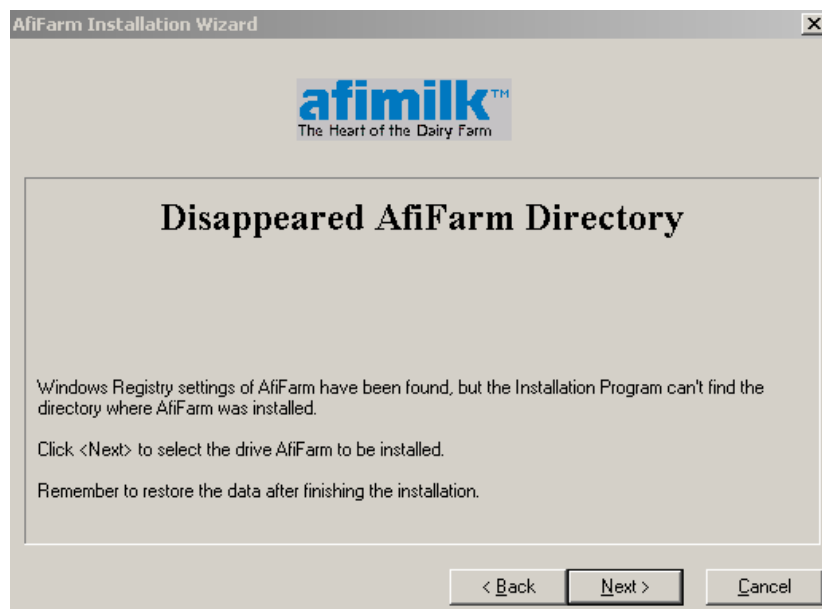 AfiFarm Installation Wizard
afimilk™
The Heart of the Dairy Farm
Disappeared AfiFarm Directory
Windows Registry settings of AfiFarm have been found, but the Installation Program can't find the
directory where AfiFarm was installed.
Click <Next> to select the drive AfiFarm to be installed.
Remember to restore the data after finishing the installation.
< Back Next > Cancel